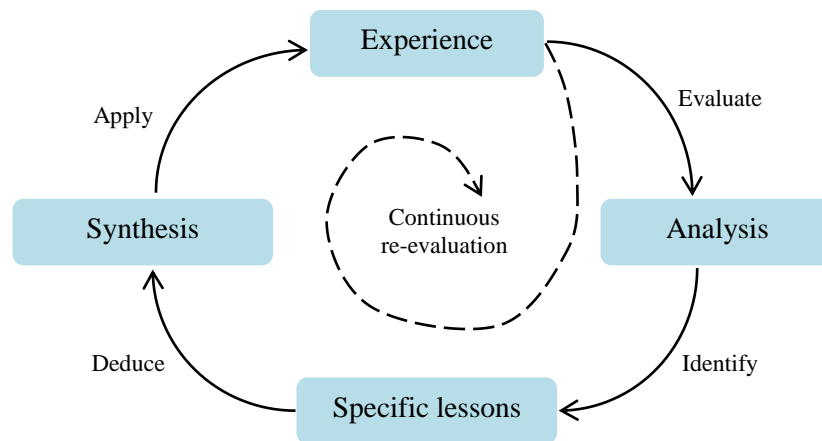 Experience
Evaluate
Apply
Synthesis
Continuous
re-evaluation
Analysis
Deduce
Identify
Specific lessons